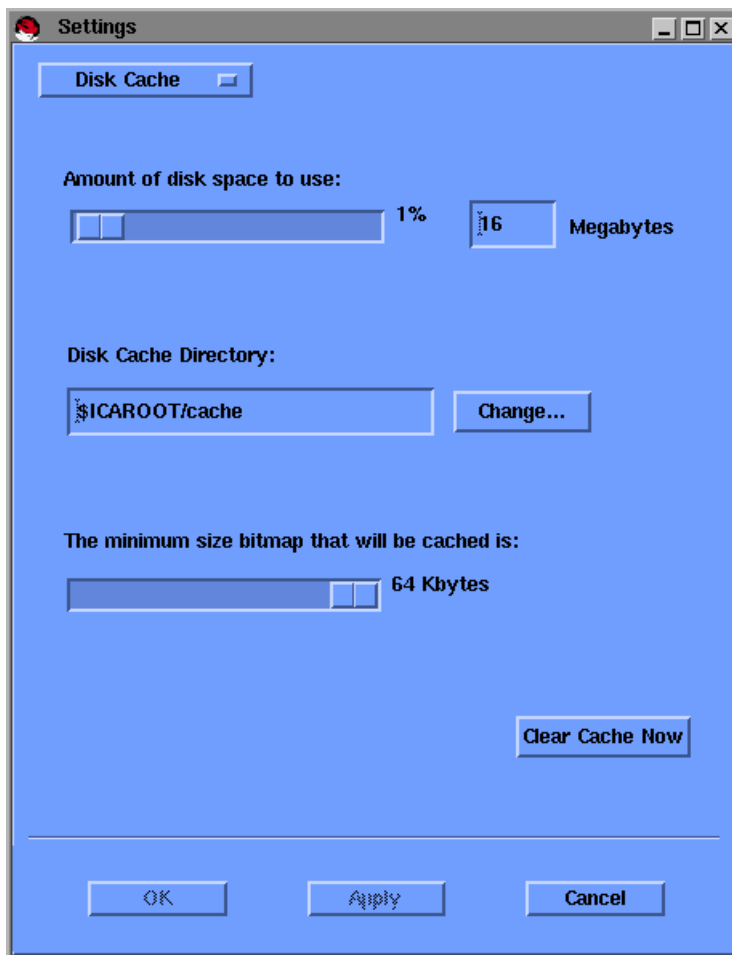 Settings
Disk Cache
Amount of disk space to use:
1% 16 Megabytes
Disk Cache Directory:
$ICAROOT/cache Change...
The minimum size bitmap that will be cached is:
64 Kbytes
Clear Cache Now
OK Apply Cancel